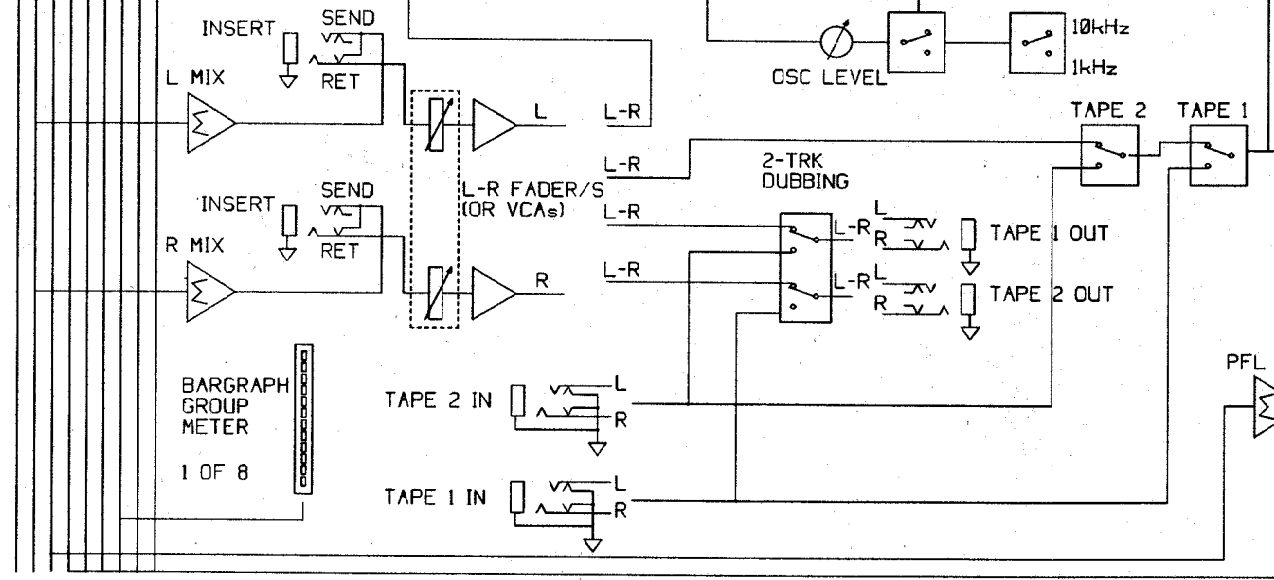 INSERT
SEND
RET
L MIX
L
L-R
L-R
L-R FADER/S
(OR VCAs)
INSERT
SEND
RET
R MIX
R
L-R
L-R
OSC LEVEL
10kHz
1kHz
TAPE 2
TAPE 1
2-TRK
DUBBING
L-R
L
R
TAPE 1 OUT
L-R
L
R
TAPE 2 OUT
BARGRAPH
GROUP
METER
1 OF 8
TAPE 2 IN
L
R
TAPE 1 IN
L
R
PFL